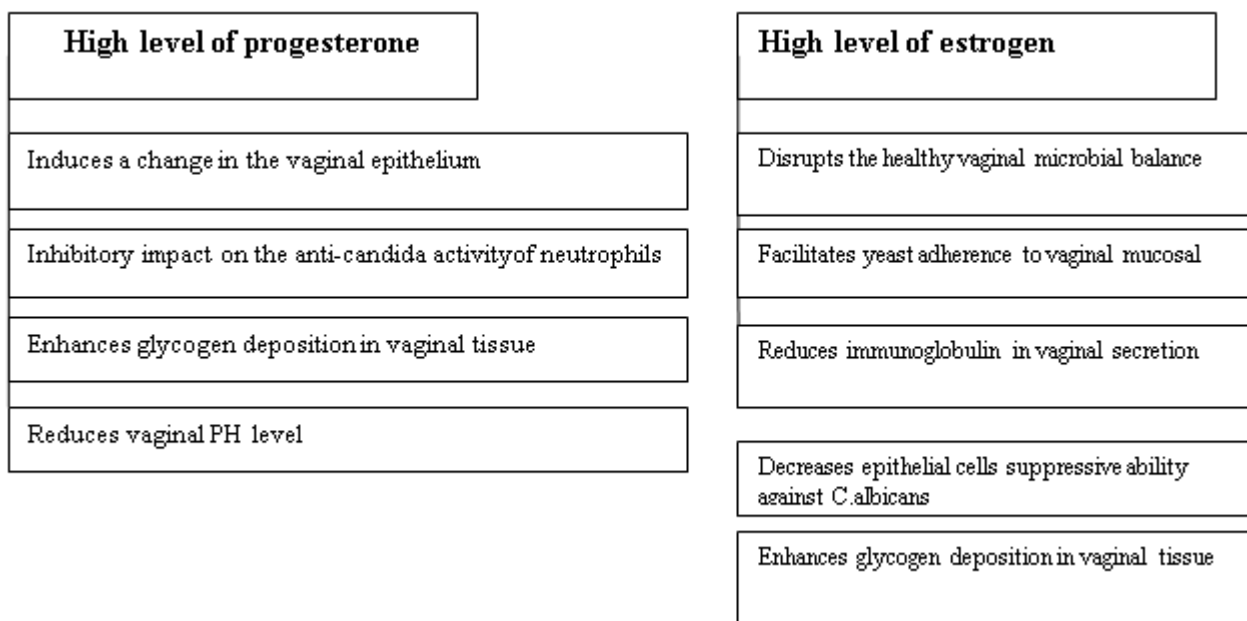 High level of progesterone
Induces a change in the vaginal epithelium
Inhibitory impact on the anti-candida activityof neutrophils
Enhances glycogen deposition in vaginal tissue
Reduces vaginal PH level
High level of estrogen
Disrupts the healthy vaginal microbial balance
Facilitates yeast adherence to vaginal mucosal
Reduces immunoglobulin in vaginal secretion
Decreases epithelial cells suppressive ability
against C.albicans
Enhances glycogen deposition in vaginal tissue